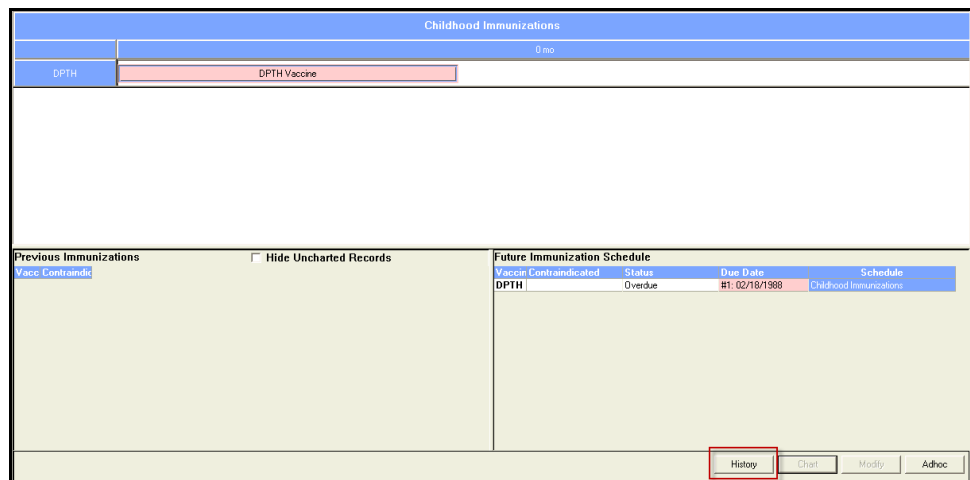 Childhood Immunizations
0 mo
DPTH DPTH Vaccine
Previous Immunizations Hide Uncharted Records
Vacc Contraindic
Future Immunization Schedule
Vaccin Contraindicated Status Due Date Schedule
DPTH Overdue #1: 02/18/1988 Childhood Immunizations
History Chart Modify Adhoc